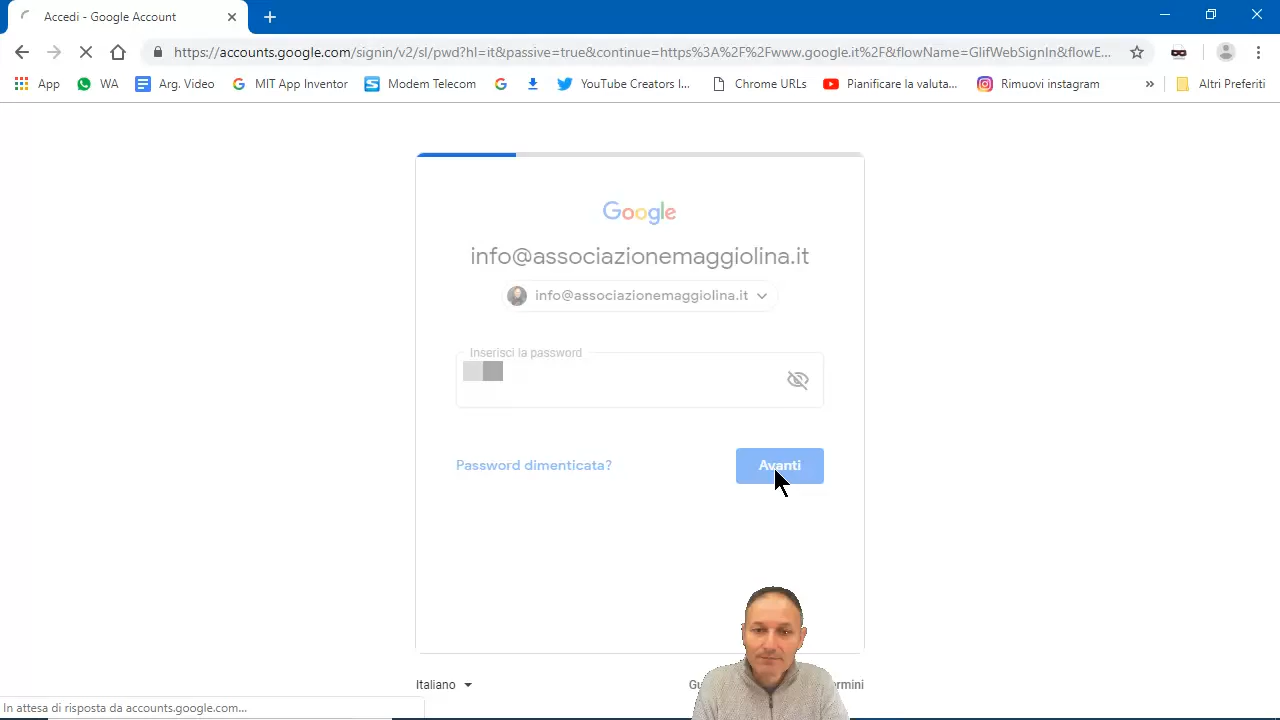 Accedi - Google Account
https://accounts.google.com/signin/v2/sl/pwd?hl=it&passive=true&continue=https%3A%2F%2Fwww.google.it%2F&flowName=GlifWebSignIn&flowE...
App WA Arg. Video MIT App Inventor Modem Telecom YouTube Creators I... Chrome URLs Pianificare la valuta... Rimuovi instagram » Altri Preferiti
Google
info@associazionemaggiolina.it
info@associazionemaggiolina.it
Inserisci la password
Password dimenticata? Avanti
Italiano
In attesa di risposta da accounts.google.com...